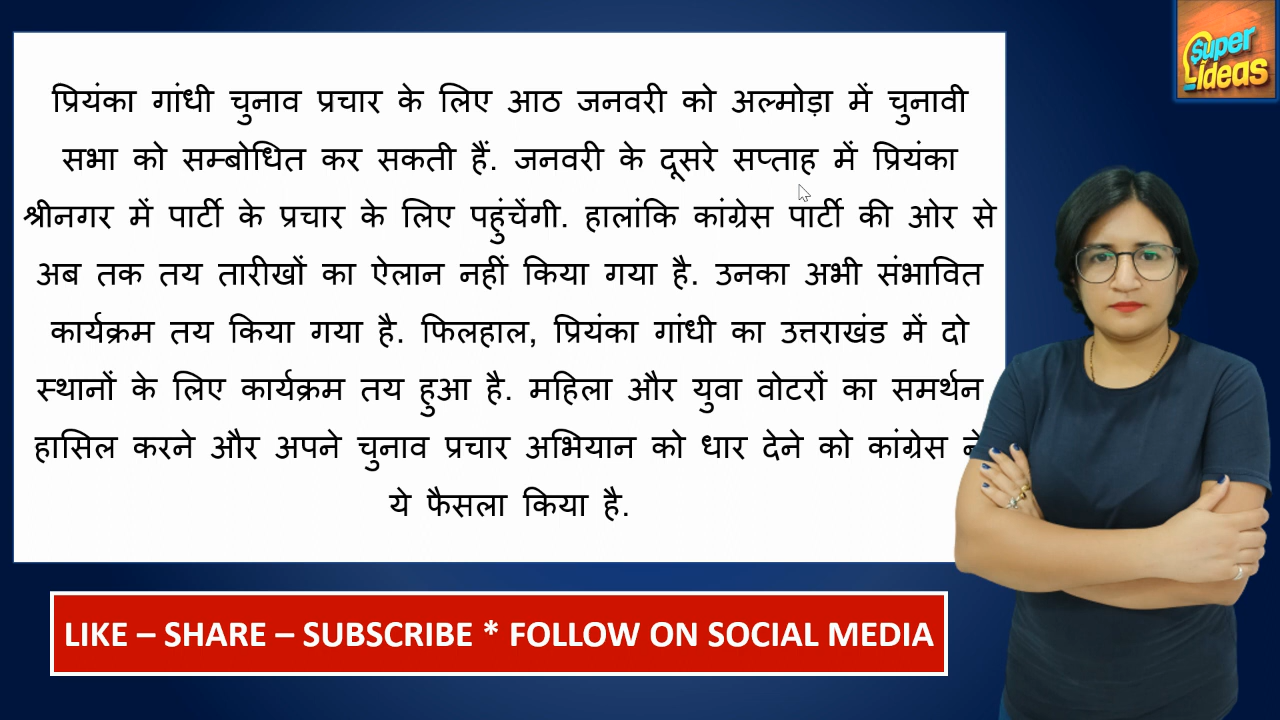 Super
Ideas
प्रियंका गांधी चुनाव प्रचार के लिए आठ जनवरी को अल्मोड़ा में चुनावी
सभा को सम्बोधित कर सकती हैं. जनवरी के दूसरे सप्ताह में प्रियंका
श्रीनगर में पार्टी के प्रचार के लिए पहुंचेंगी. हालांकि कांग्रेस पार्टी की ओर से
अब तक तय तारीखों का ऐलान नहीं किया गया है. उनका अभी संभावित
कार्यक्रम तय किया गया है. फिलहाल, प्रियंका गांधी का उत्तराखंड में दो
स्थानों के लिए कार्यक्रम तय हुआ है. महिला और युवा वोटरों का समर्थन
हासिल करने और अपने चुनाव प्रचार अभियान को धार देने को कांग्रेस ने
ये फैसला किया है.
LIKE – SHARE – SUBSCRIBE * FOLLOW ON SOCIAL MEDIA